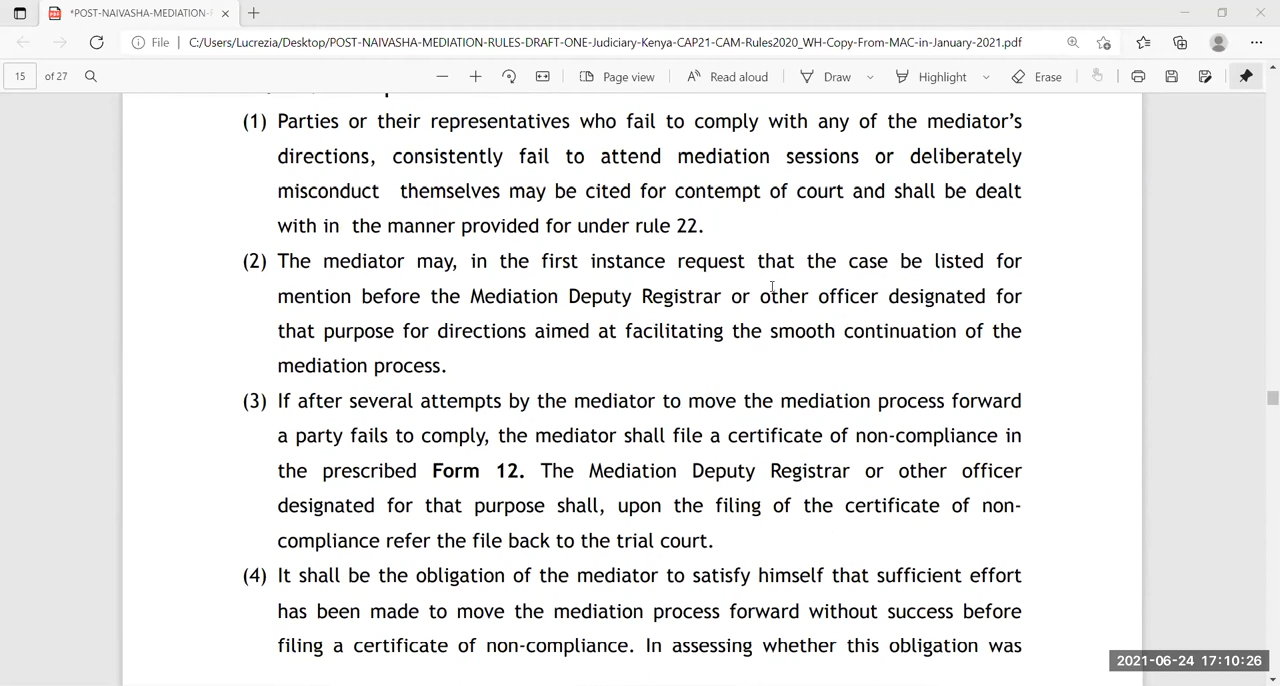 *POST-NAIVASHA-MEDIATION-
File
C:/Users/Lucrezia/Desktop/POST-NAIVASHA-MEDIATION-RULES-DRAFT-ONE-Judiciary-Kenya-CAP21-CAM-Rules2020_WH-Copy-From-MAC-in-January-2021.pdf
15 of 27 Page view Read aloud Draw Highlight Erase
(1) Parties or their representatives who fail to comply with any of the mediator's
directions, consistently fail to attend mediation sessions or deliberately
misconduct themselves may be cited for contempt of court and shall be dealt
with in the manner provided for under rule 22.
(2) The mediator may, in the first instance request that the case be listed for
mention before the Mediation Deputy Registrar or other officer designated for
that purpose for directions aimed at facilitating the smooth continuation of the
mediation process.
(3) If after several attempts by the mediator to move the mediation process forward
a party fails to comply, the mediator shall file a certificate of non-compliance in
the prescribed Form 12. The Mediation Deputy Registrar or other officer
designated for that purpose shall, upon the filing of the certificate of non-
compliance refer the file back to the trial court.
(4) It shall be the obligation of the mediator to satisfy himself that sufficient effort
has been made to move the mediation process forward without success before
filing a certificate of non-compliance. In assessing whether this obligation was
2021-06-24 17:10:26